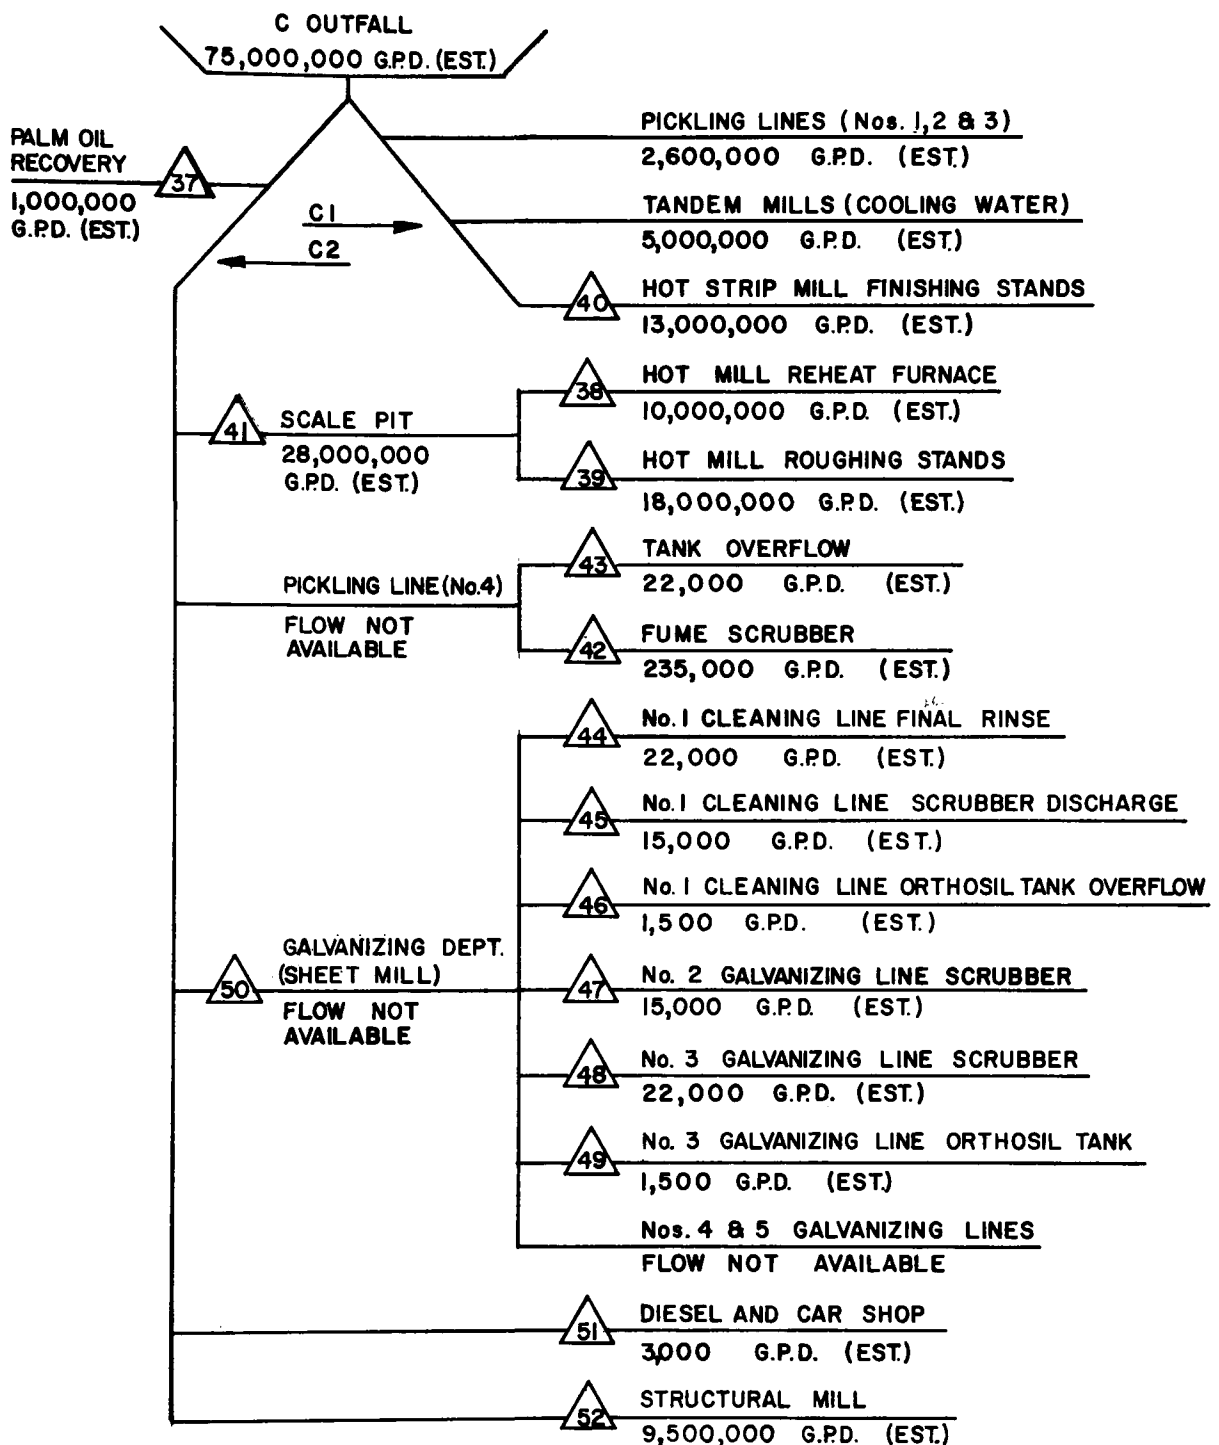 C OUTFALL
75,000,000 G.P.D. (EST.)
PALM OIL
RECOVERY
37
1,000,000
G.P.D. (EST.)
C1
C2
PICKLING LINES (Nos. 1,2 & 3)
2,600,000 G.P.D. (EST.)
TANDEM MILLS (COOLING WATER)
5,000,000 G.P.D. (EST.)
40
HOT STRIP MILL FINISHING STANDS
13,000,000 G.P.D. (EST.)
41
SCALE PIT
28,000,000
G.P.D. (EST.)
38
HOT MILL REHEAT FURNACE
10,000,000 G.P.D. (EST.)
39
HOT MILL ROUGHING STANDS
18,000,000 G.P.D. (EST.)
PICKLING LINE (No.4)
FLOW NOT
AVAILABLE
43
TANK OVERFLOW
22,000 G.P.D. (EST.)
42
FUME SCRUBBER
235,000 G.P.D. (EST.)
50
GALVANIZING DEPT.
(SHEET MILL)
FLOW NOT
AVAILABLE
44
No. 1 CLEANING LINE FINAL RINSE
22,000 G.P.D. (EST.)
45
No. 1 CLEANING LINE SCRUBBER DISCHARGE
15,000 G.P.D. (EST.)
46
No. 1 CLEANING LINE ORTHOSIL TANK OVERFLOW
1,500 G.P.D. (EST.)
47
No. 2 GALVANIZING LINE SCRUBBER
15,000 G.P.D. (EST.)
48
No. 3 GALVANIZING LINE SCRUBBER
22,000 G.P.D. (EST.)
49
No. 3 GALVANIZING LINE ORTHOSIL TANK
1,500 G.P.D. (EST.)
Nos. 4 & 5 GALVANIZING LINES
FLOW NOT AVAILABLE
51
DIESEL AND CAR SHOP
3,000 G.P.D. (EST.)
52
STRUCTURAL MILL
9,500,000 G.P.D. (EST.)